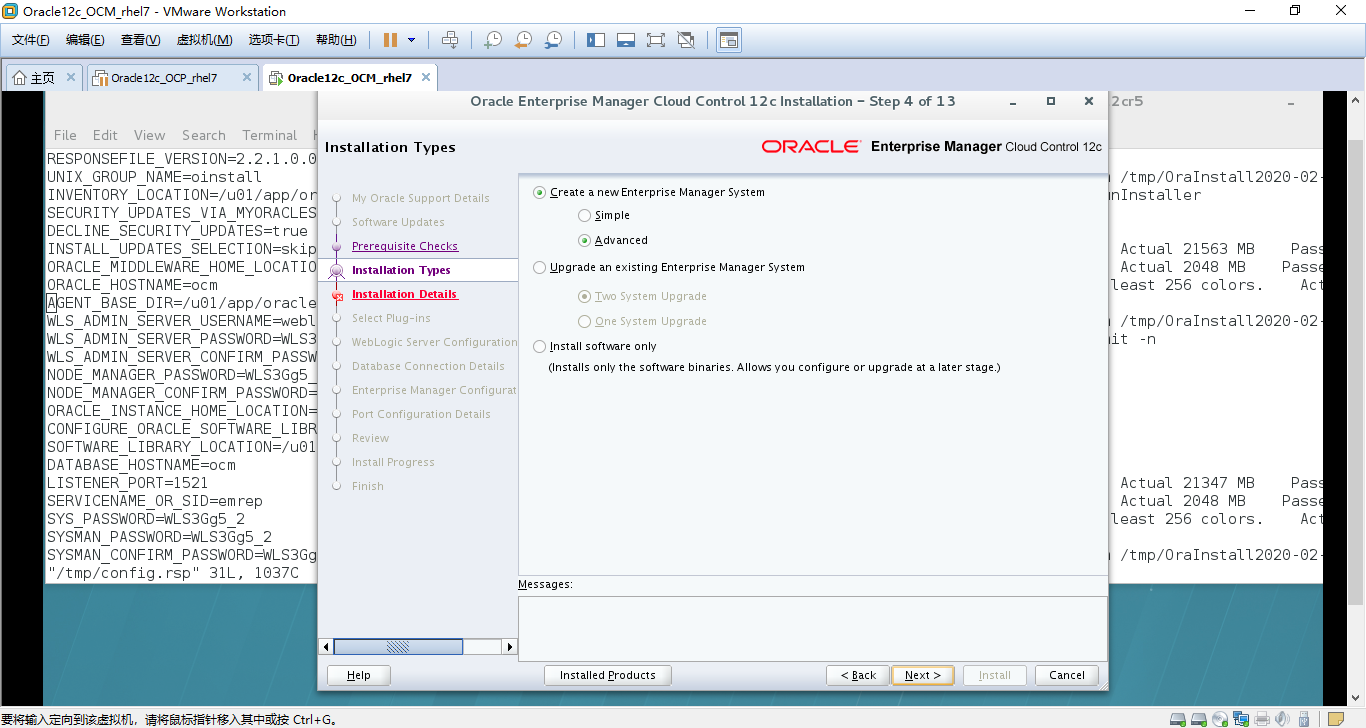 Oracle12c_OCM_rhel7 - VMware Workstation
文件(F) 编辑(E) 查看(V) 虚拟机(M) 选项卡(T) 帮助(H)
主页 Oracle12c_OCP_rhel7 Oracle12c_OCM_rhel7
Oracle Enterprise Manager Cloud Control 12c Installation - Step 4 of 13
2cr5
File Edit View Search Terminal
Installation Types
ORACLE Enterprise Manager Cloud Control 12c
RESPONSEFILE_VERSION=2.2.1.0.0
UNIX_GROUP_NAME=oinstall
INVENTORY_LOCATION=/u01/app/or
SECURITY_UPDATES_VIA_MYORACLES
DECLINE_SECURITY_UPDATES=true
INSTALL_UPDATES_SELECTION=skip
ORACLE_MIDDLEWARE_HOME_LOCATIO
ORACLE_HOSTNAME=ocm
AGENT_BASE_DIR=/u01/app/oracle
WLS_ADMIN_SERVER_USERNAME=webl
WLS_ADMIN_SERVER_PASSWORD=WLS3
WLS_ADMIN_SERVER_CONFIRM_PASSW
NODE_MANAGER_PASSWORD=WLS3Gg5_
NODE_MANAGER_CONFIRM_PASSWORD=
ORACLE_INSTANCE_HOME_LOCATION=
CONFIGURE_ORACLE_SOFTWARE_LIBR
SOFTWARE_LIBRARY_LOCATION=/u01
DATABASE_HOSTNAME=ocm
LISTENER_PORT=1521
SERVICENAME_OR_SID=emrep
SYS_PASSWORD=WLS3Gg5_2
SYSMAN_PASSWORD=WLS3Gg5_2
SYSMAN_CONFIRM_PASSWORD=WLS3Gg
"/tmp/config.rsp" 31L, 1037C
My Oracle Support Details
Software Updates
Prerequisite Checks
Installation Types
Installation Details
Select Plug-ins
WebLogic Server Configuration
Database Connection Details
Enterprise Manager Configurat
Port Configuration Details
Review
Install Progress
Finish
Create a new Enterprise Manager System
Simple
Advanced
Upgrade an existing Enterprise Manager System
Two System Upgrade
One System Upgrade
Install software only
(Installs only the software binaries. Allows you configure or upgrade at a later stage.)
Messages:
Help Installed Products < Back Next > Install Cancel
/tmp/OraInstall2020-02-
unInstaller
Actual 21563 MB Pass
Actual 2048 MB Passe
least 256 colors. Act
/tmp/OraInstall2020-02-
it -n
Actual 21347 MB Pass
Actual 2048 MB Passe
least 256 colors. Act
/tmp/OraInstall2020-02-
要将输入定向到该虚拟机，请将鼠标指针移入其中或按 Ctrl+G。